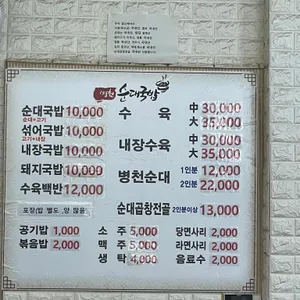 순대국밥
순대국밥 10,000
순대+고기
섞어국밥 10,000
고기+내장
내장국밥 10,000
돼지국밥 10,000
수육백반 12,000
포장(밥 별도, 양 많음)
수육 中 30,000
大 35,000
내장수육 中 30,000
大 35,000
병천순대 1인분 12,000
2인분 22,000
순대곱창전골 2인분이상 13,000
공기밥 1,000
볶음밥 2,000
소주 5,000
맥주 5,000
생탁 4,000
당면사리 2,000
라면사리 2,000
음료수 2,000